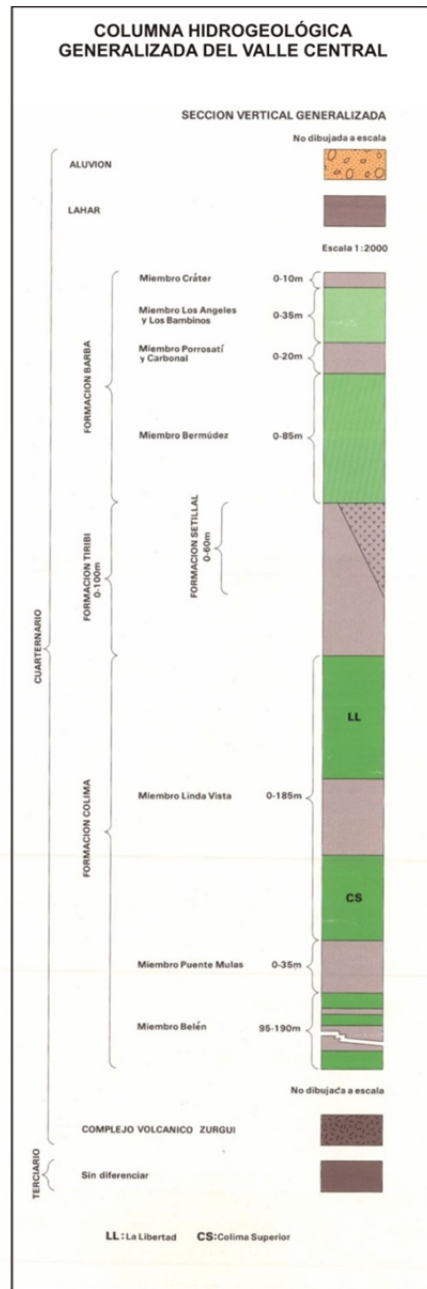 COLUMNA HIDROGEOLÓGICA
GENERALIZADA DEL VALLE CENTRAL
SECCION VERTICAL GENERALIZADA
No dibujada a escala
ALUVION
LAHAR
Escala 1:2000
CUARTERNARIO
FORMACION BARBA
Miembro Cráter 0-10m
Miembro Los Angeles
y Los Bambinos 0-35m
Miembro Porrosatí
y Carbonal 0-20m
Miembro Bermúdez 0-85m
FORMACION TIRIBI
0-100m
FORMACION SETILLAL
0-60m
FORMACION COLIMA
LL
Miembro Linda Vista 0-185m
CS
Miembro Puente Mulas 0-35m
Miembro Belén 95-190m
No dibujada a escala
COMPLEJO VOLCANICO ZURGUI
TERCIARIO
Sin diferenciar
LL: La Libertad CS: Colima Superior